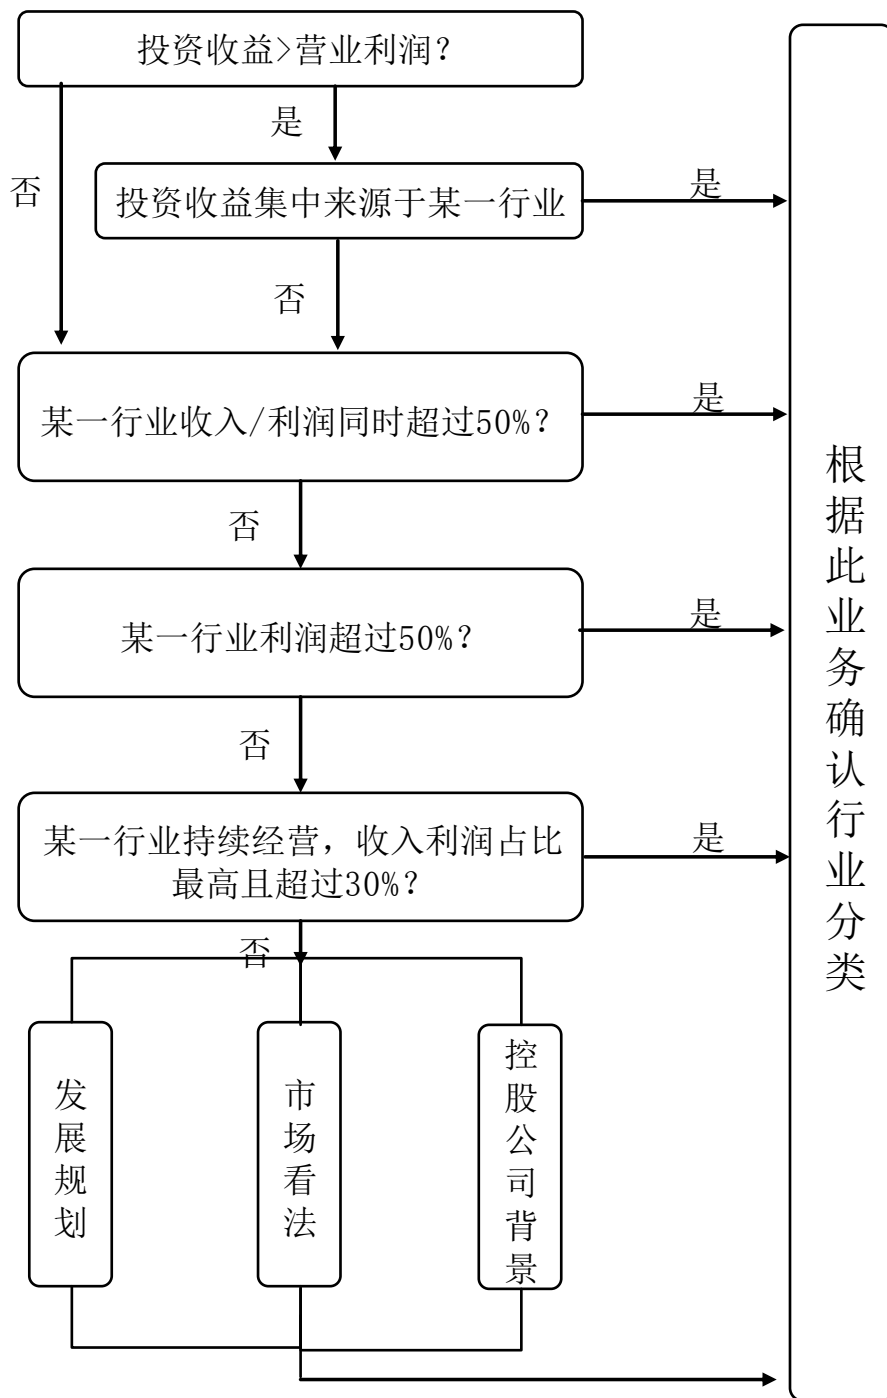 投资收益>营业利润?
是
否
投资收益集中来源于某一行业
是
否
某一行业收入/利润同时超过50%?
是
否
某一行业利润超过50%?
是
否
某一行业持续经营，收入利润占比
最高且超过30%?
是
否
发展规划
市场看法
控股公司背景
根据此业务确认行业分类